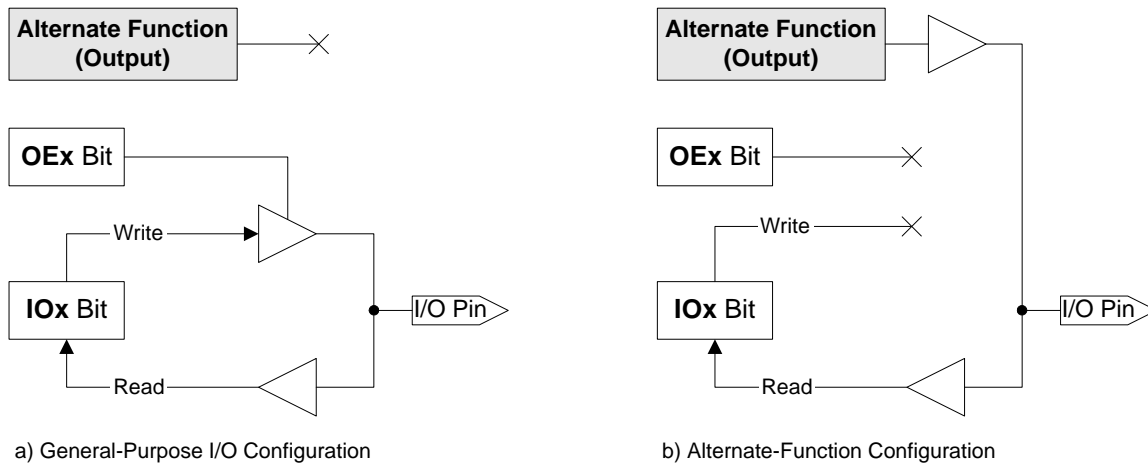 Alternate Function
(Output)
OEx Bit
Write
IOx Bit
I/O Pin
Read
a) General-Purpose I/O Configuration
Alternate Function
(Output)
OEx Bit
Write
IOx Bit
I/O Pin
Read
b) Alternate-Function Configuration